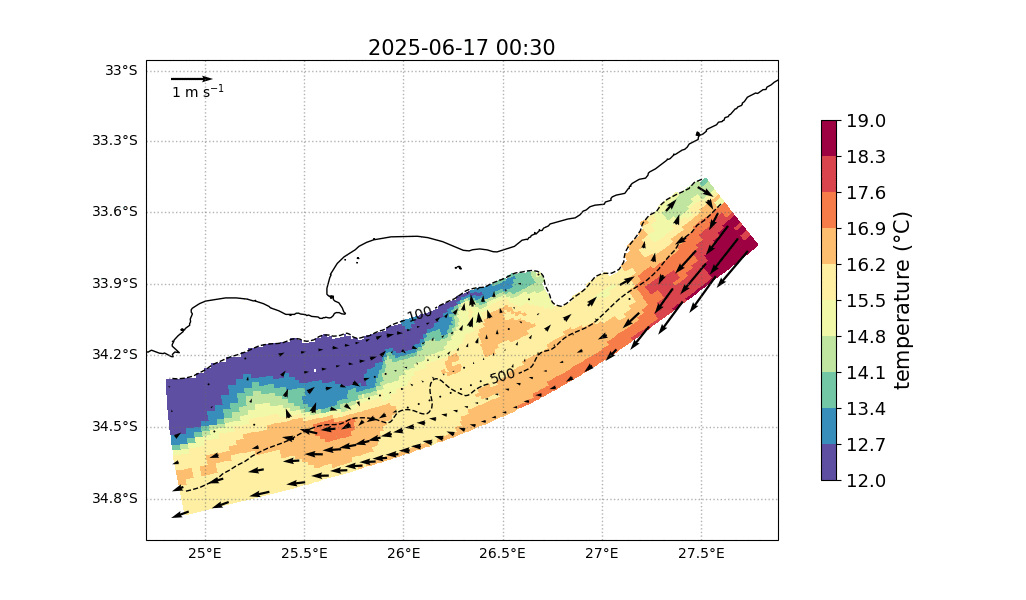 2025-06-17 00:30
1 m s⁻¹
33°S
33.3°S
33.6°S
33.9°S
34.2°S
34.5°S
34.8°S
100
500
25°E
25.5°E
26°E
26.5°E
27°E
27.5°E
19.0
18.3
17.6
16.9
16.2
15.5
14.8
14.1
13.4
12.7
12.0
temperature (°C)